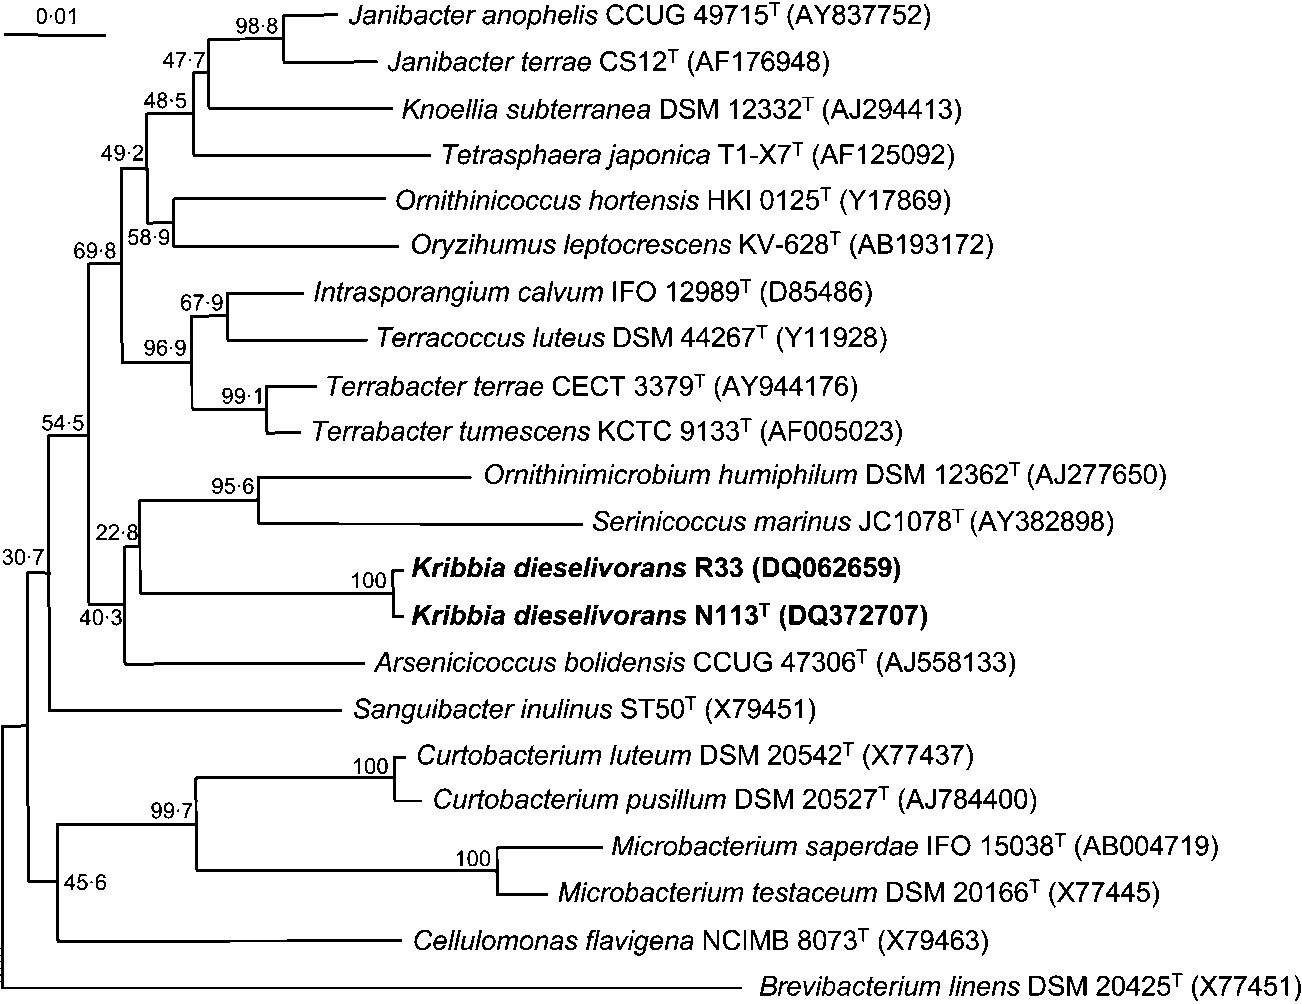 0·01
Janibacter anophelis CCUG 49715ᵀ (AY837752)
98·8
Janibacter terrae CS12ᵀ (AF176948)
47·7
48·5
Knoellia subterranea DSM 12332ᵀ (AJ294413)
49·2
Tetrasphaera japonica T1-X7ᵀ (AF125092)
Ornithinicoccus hortensis HKI 0125ᵀ (Y17869)
58·9
Oryzihumus leptocrescens KV-628ᵀ (AB193172)
69·8
Intrasporangium calvum IFO 12989ᵀ (D85486)
67·9
Terracoccus luteus DSM 44267ᵀ (Y11928)
96·9
Terrabacter terrae CECT 3379ᵀ (AY944176)
99·1
Terrabacter tumescens KCTC 9133ᵀ (AF005023)
54·5
Ornithinimicrobium humiphilum DSM 12362ᵀ (AJ277650)
95·6
Serinicoccus marinus JC1078ᵀ (AY382898)
22·8
30·7
Kribbia dieselivorans R33 (DQ062659)
100
Kribbia dieselivorans N113ᵀ (DQ372707)
40·3
Arsenicicoccus bolidensis CCUG 47306ᵀ (AJ558133)
Sanguibacter inulinus ST50ᵀ (X79451)
Curtobacterium luteum DSM 20542ᵀ (X77437)
100
Curtobacterium pusillum DSM 20527ᵀ (AJ784400)
99·7
Microbacterium saperdae IFO 15038ᵀ (AB004719)
100
45·6
Microbacterium testaceum DSM 20166ᵀ (X77445)
Cellulomonas flavigena NCIMB 8073ᵀ (X79463)
Brevibacterium linens DSM 20425ᵀ (X77451)